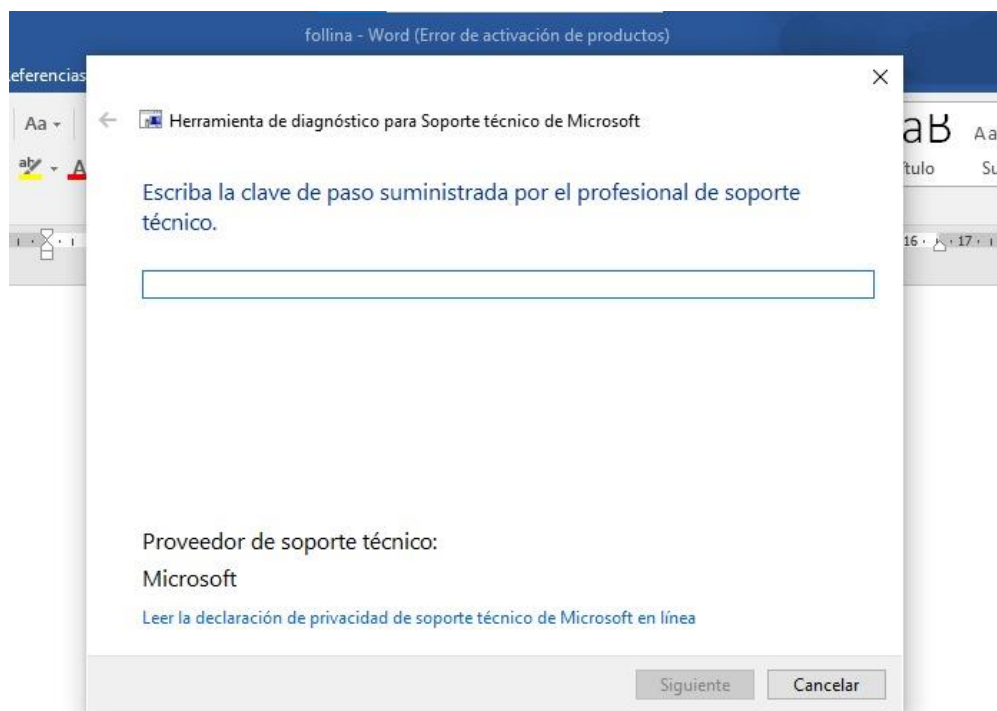 follina - Word (Error de activación de productos)
eferencias
Aa
Herramienta de diagnóstico para Soporte técnico de Microsoft
aB
Aa
ab
A
tulo
Su
Escriba la clave de paso suministrada por el profesional de soporte
técnico.
16
17
Proveedor de soporte técnico:
Microsoft
Leer la declaración de privacidad de soporte técnico de Microsoft en línea
Siguiente
Cancelar